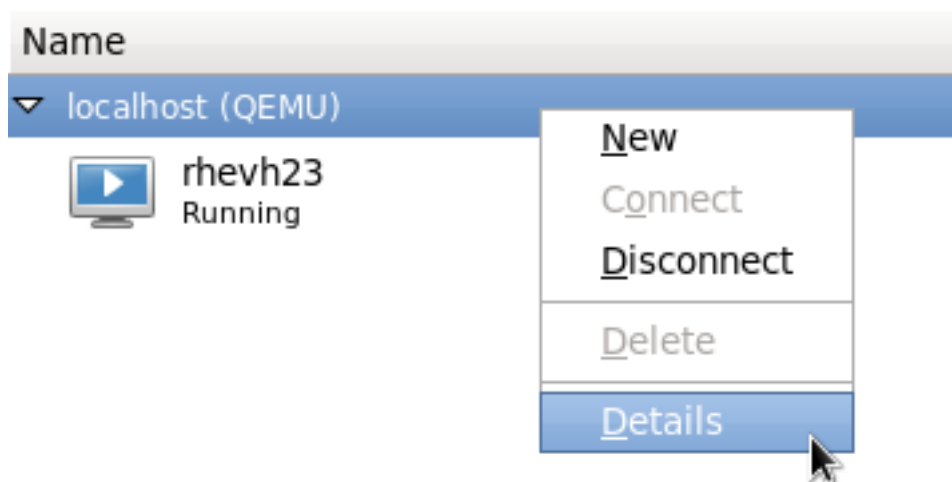 Name
localhost (QEMU)
rhevh23
Running
New
Connect
Disconnect
Delete
Details